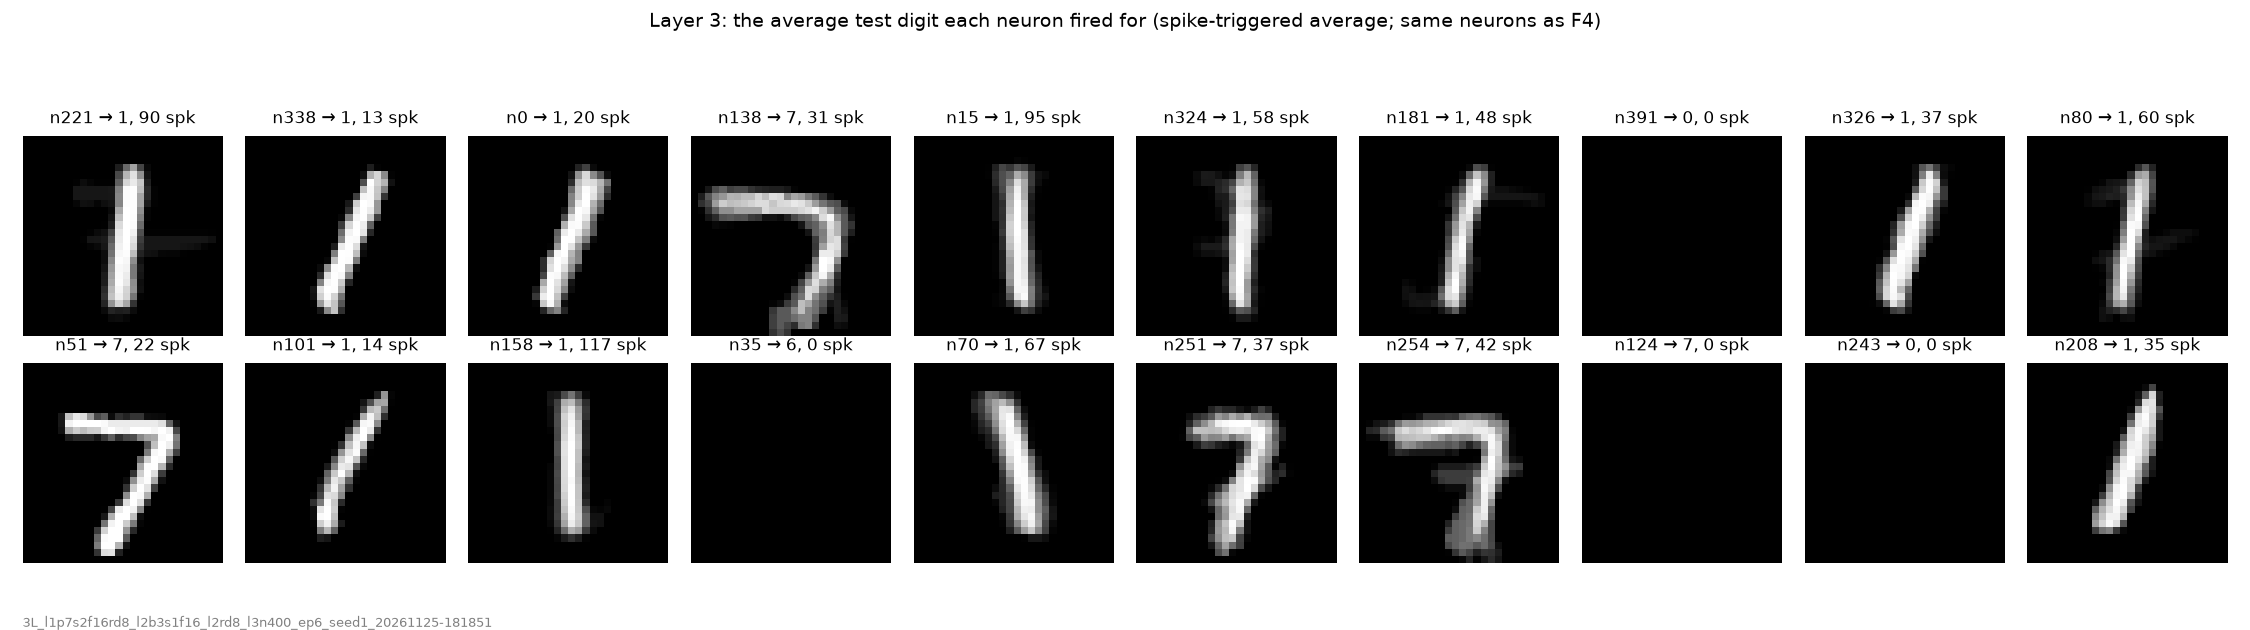 Layer 3: the average test digit each neuron fired for (spike-triggered average; same neurons as F4)
n221 → 1, 90 spk
n338 → 1, 13 spk
n0 → 1, 20 spk
n138 → 7, 31 spk
n15 → 1, 95 spk
n324 → 1, 58 spk
n181 → 1, 48 spk
n391 → 0, 0 spk
n326 → 1, 37 spk
n80 → 1, 60 spk
n51 → 7, 22 spk
n101 → 1, 14 spk
n158 → 1, 117 spk
n35 → 6, 0 spk
n70 → 1, 67 spk
n251 → 7, 37 spk
n254 → 7, 42 spk
n124 → 7, 0 spk
n243 → 0, 0 spk
n208 → 1, 35 spk
3L_l1p7s2f16rd8_l2b3s1f16_l2rd8_l3n400_ep6_seed1_20261125-181851